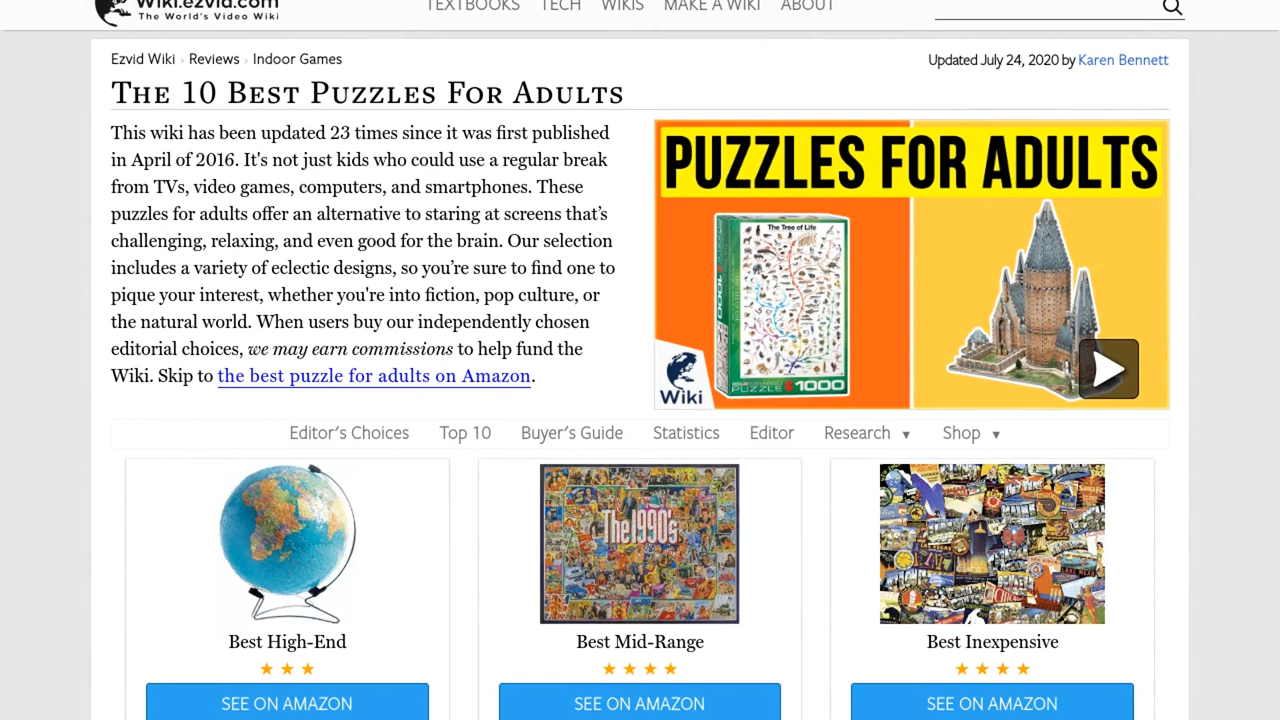 Wiki.ezvid.com
The World's Video Wiki
TEXTBOOKS TECH WIKIS MAKE A WIKI ABOUT
Ezvid Wiki › Reviews › Indoor Games
Updated July 24, 2020 by Karen Bennett
The 10 Best Puzzles For Adults
This wiki has been updated 23 times since it was first published
in April of 2016. It's not just kids who could use a regular break
from TVs, video games, computers, and smartphones. These
puzzles for adults offer an alternative to staring at screens that’s
challenging, relaxing, and even good for the brain. Our selection
includes a variety of eclectic designs, so you’re sure to find one to
pique your interest, whether you're into fiction, pop culture, or
the natural world. When users buy our independently chosen
editorial choices, we may earn commissions to help fund the
Wiki. Skip to the best puzzle for adults on Amazon.
PUZZLES FOR ADULTS
The Tree of Life
1000
PUZZLE 1000
Wiki
Editor's Choices Top 10 Buyer's Guide Statistics Editor Research ▼ Shop ▼
The 1990's
Best High-End
Best Mid-Range
Best Inexpensive
SEE ON AMAZON
SEE ON AMAZON
SEE ON AMAZON